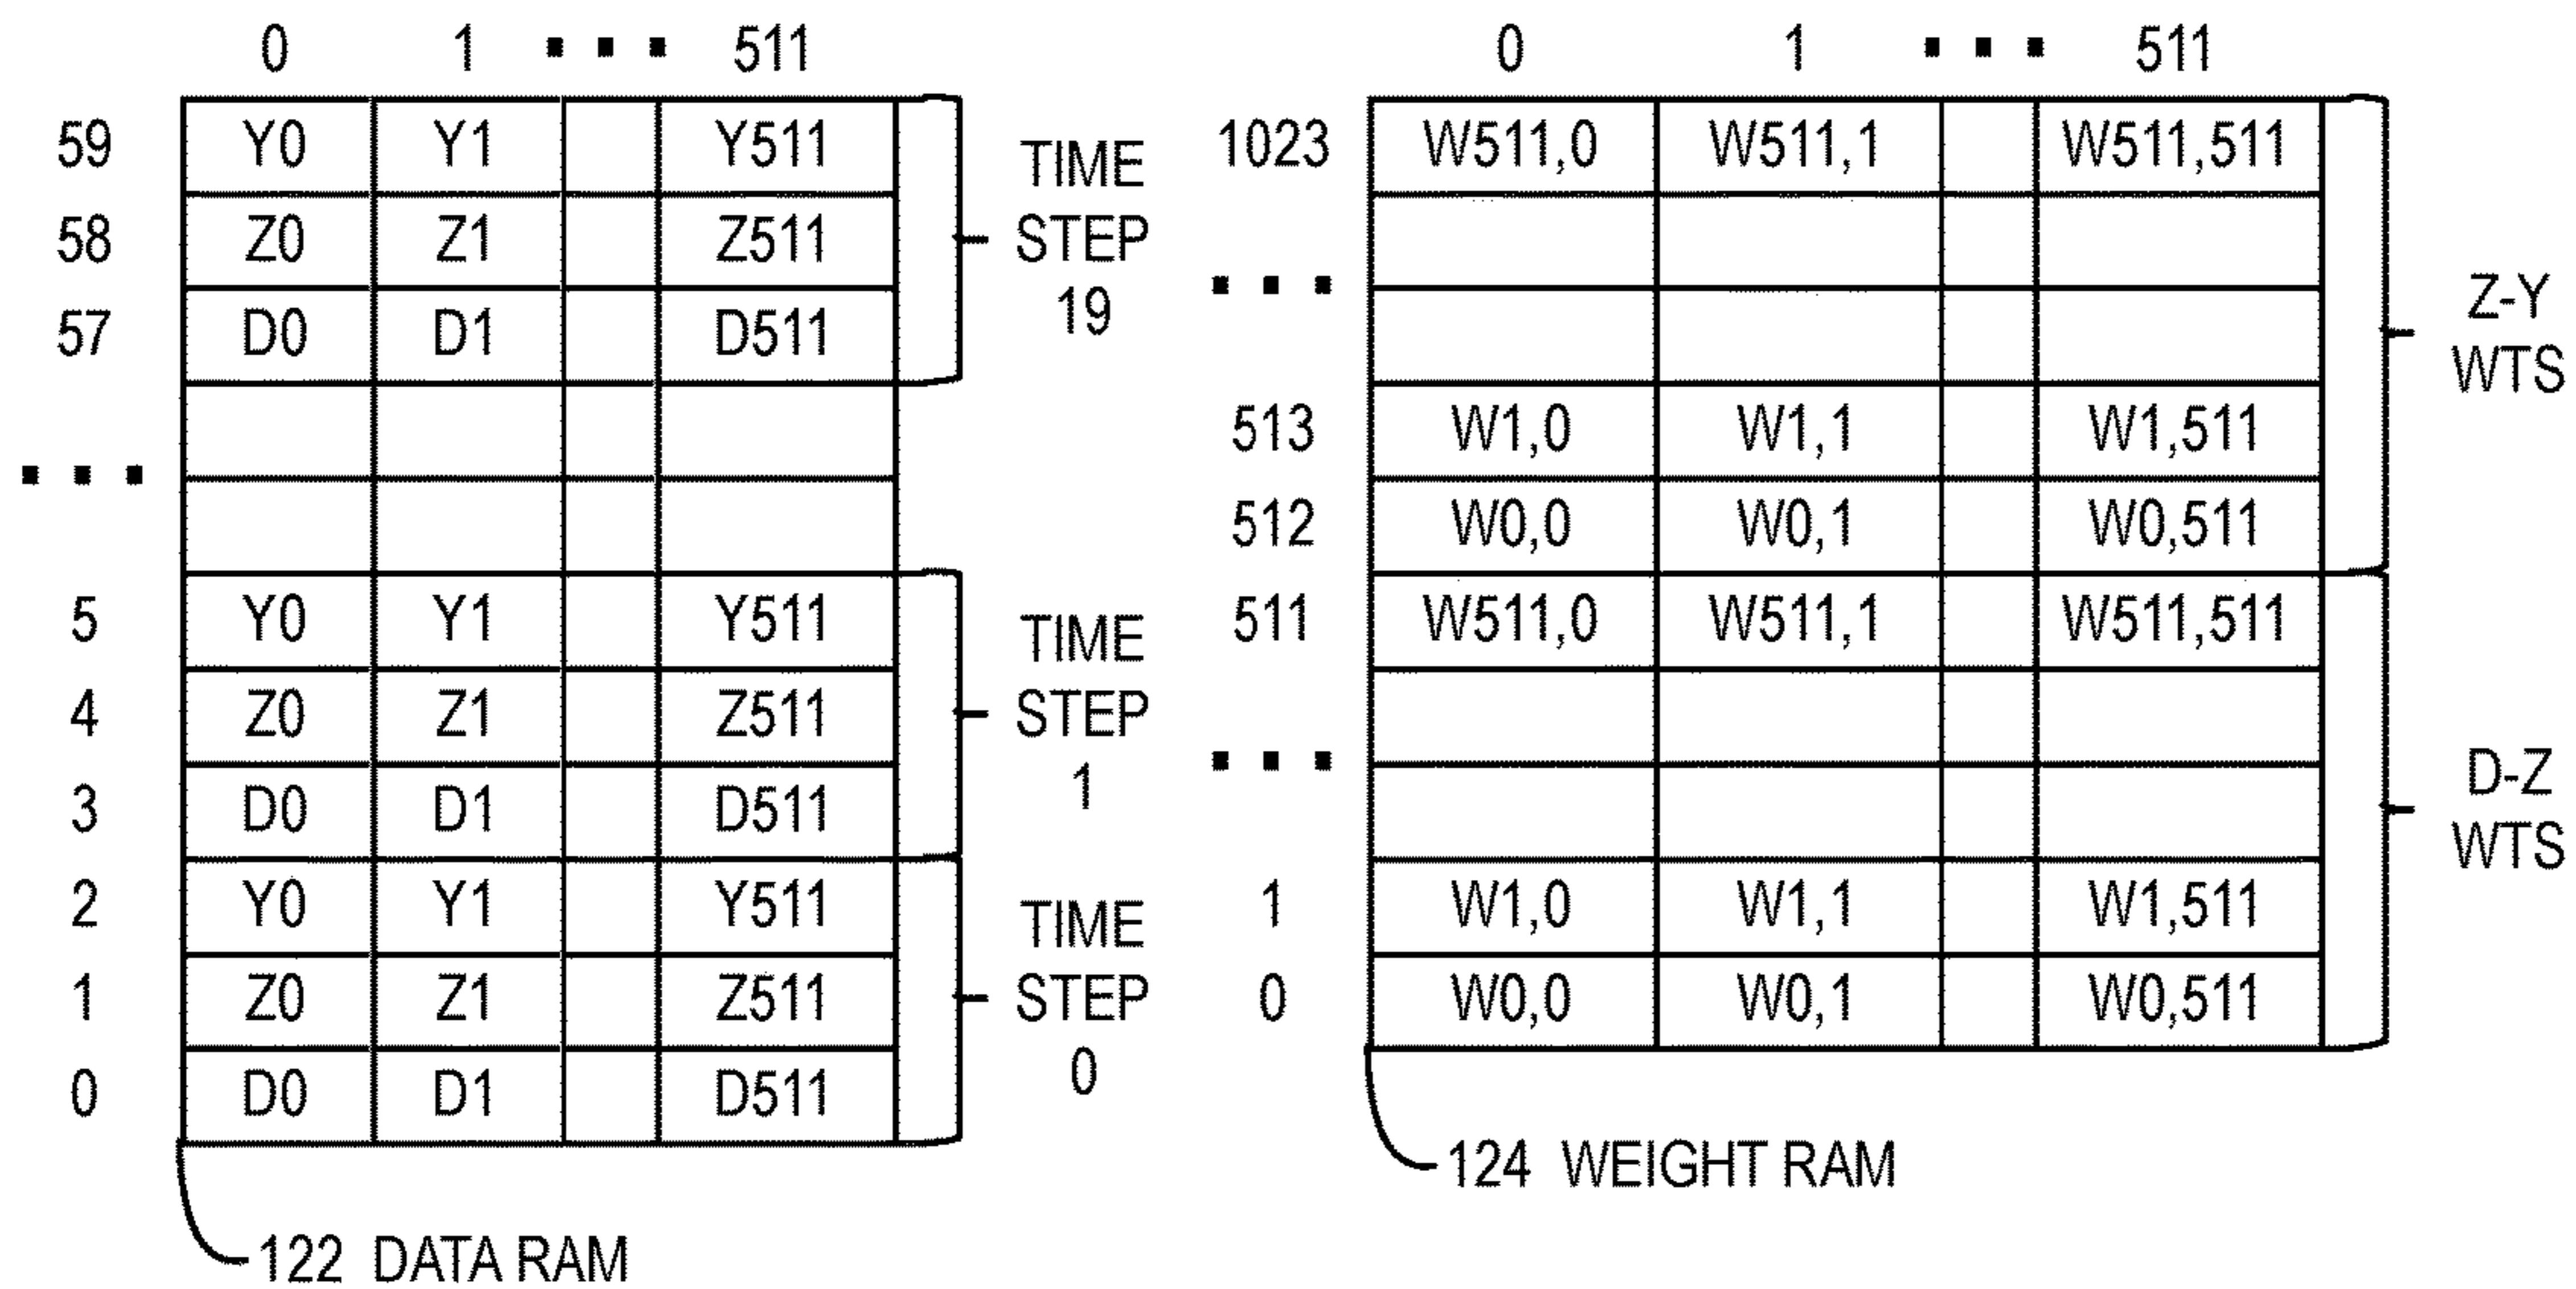 0 1 ▪ ▪ ▪ 511
59 Y0 Y1 Y511
58 Z0 Z1 Z511
57 D0 D1 D511
TIME
STEP
19
▪ ▪ ▪
5 Y0 Y1 Y511
4 Z0 Z1 Z511
3 D0 D1 D511
TIME
STEP
1
2 Y0 Y1 Y511
1 Z0 Z1 Z511
0 D0 D1 D511
TIME
STEP
0
122 DATA RAM
0 1 ▪ ▪ ▪ 511
1023 W511,0 W511,1 W511,511
▪ ▪ ▪
513 W1,0 W1,1 W1,511
512 W0,0 W0,1 W0,511
Z-Y
WTS
511 W511,0 W511,1 W511,511
▪ ▪ ▪
1 W1,0 W1,1 W1,511
0 W0,0 W0,1 W0,511
D-Z
WTS
124 WEIGHT RAM